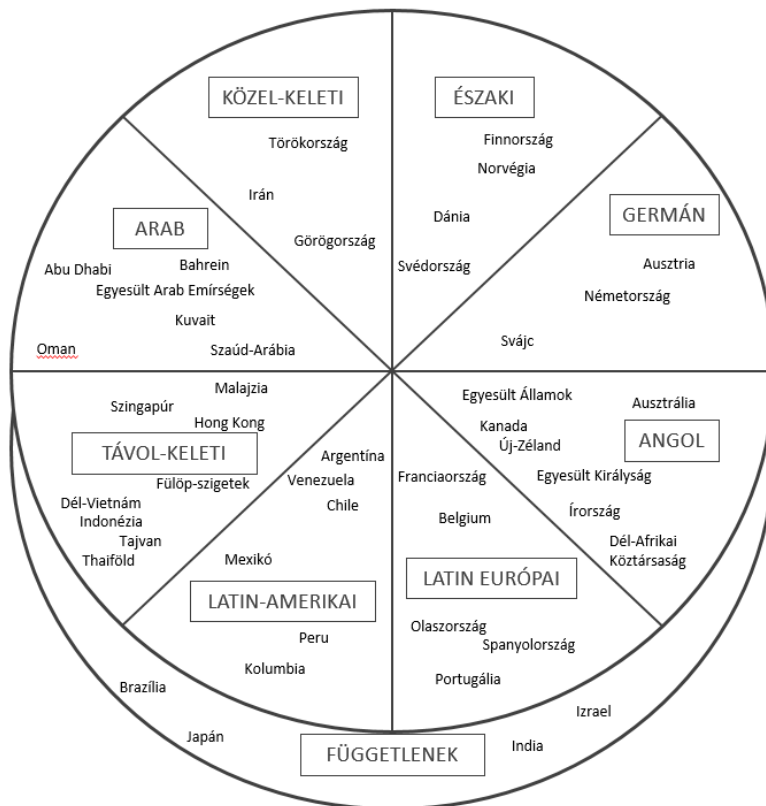 KÖZEL-KELETI
Törökország
Irán
Görögország
ÉSZAKI
Finnország
Norvégia
Dánia
Svédország
ARAB
Abu Dhabi
Bahrein
Egyesült Arab Emírségek
Kuvait
Oman
Szaúd-Arábia
GERMÁN
Ausztria
Németország
Svájc
Malajzia
Szingapúr
Hong Kong
TÁVOL-KELETI
Fülöp-szigetek
Dél-Vietnám
Indonézia
Tajvan
Thaiföld
Egyesült Államok
Ausztrália
Kanada
Új-Zéland
ANGOL
Egyesült Királyság
Írország
Dél-Afrikai
Köztársaság
Argentína
Venezuela
Chile
Mexikó
LATIN-AMERIKAI
Peru
Kolumbia
Franciaország
Belgium
LATIN EURÓPAI
Olaszország
Spanyolország
Portugália
Brazília
Japán
FÜGGETLENEK
India
Izrael